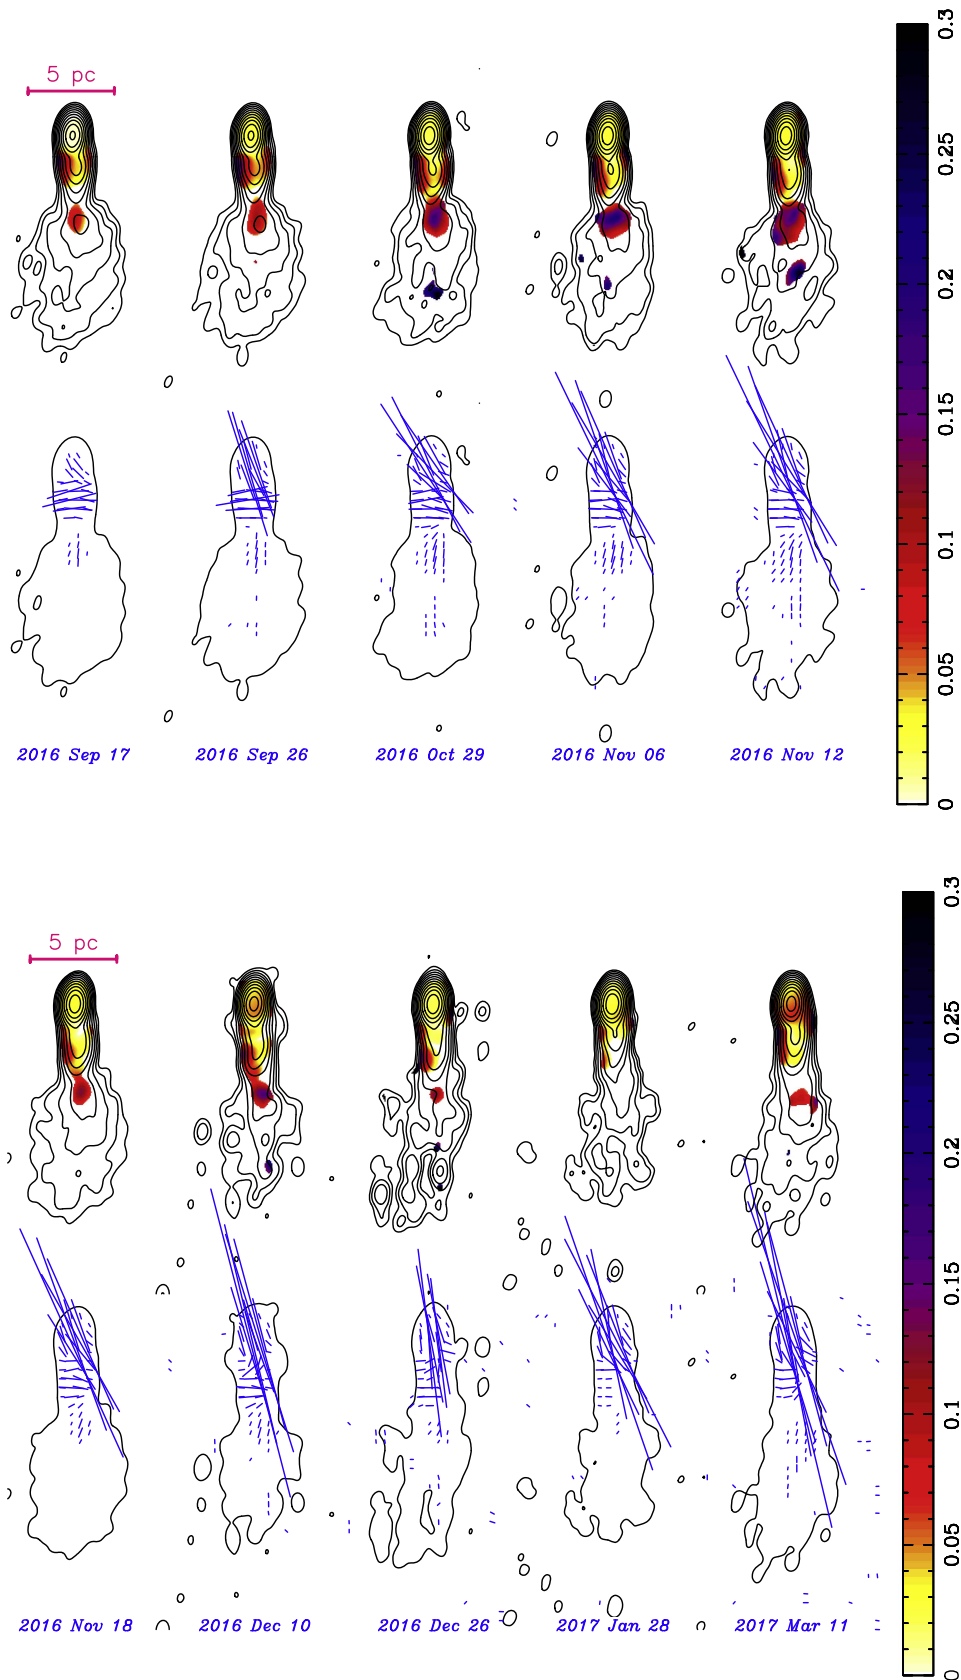 5 pc
0.3
0.25
0.2
0.15
0.1
0.05
0
2016 Sep 17
2016 Sep 26
2016 Oct 29
2016 Nov 06
2016 Nov 12
5 pc
0.3
0.25
0.2
0.15
0.1
0.05
0
2016 Nov 18
2016 Dec 10
2016 Dec 26
2017 Jan 28
2017 Mar 11